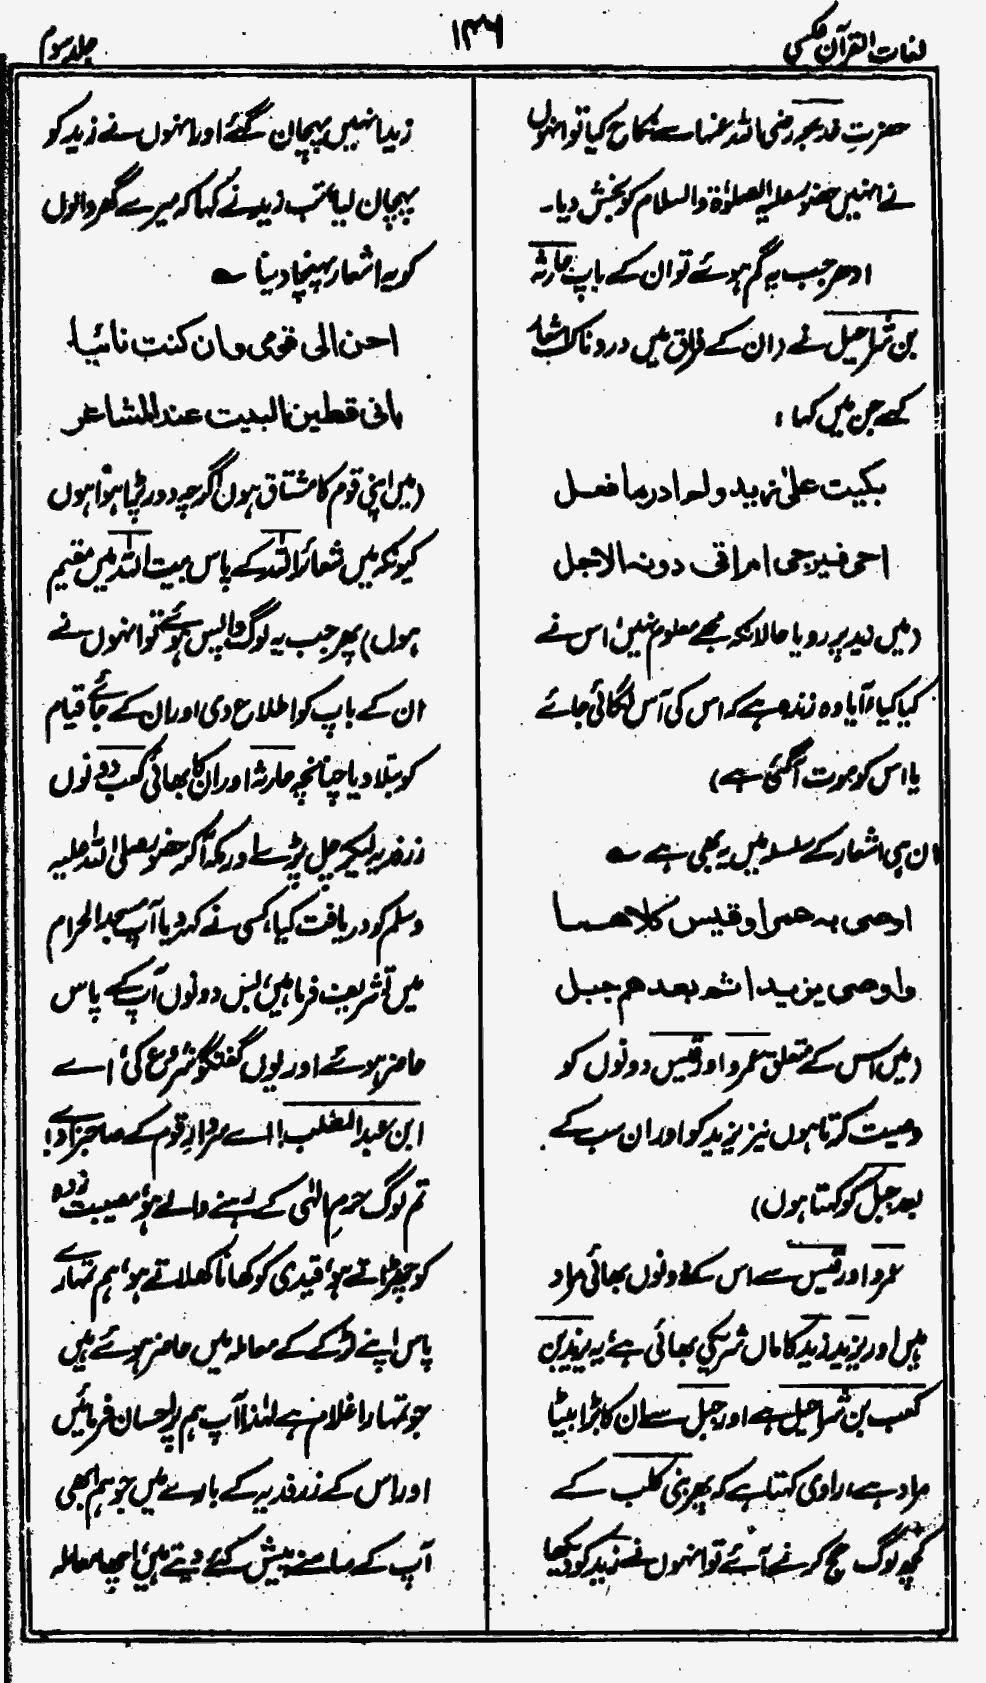 لغات القرآن عکسی
۱۴۶
جلد سوم
حضرتِ خدیجہ رضی اللہ عنہا سے نکاح کیا تو انہوں
نے انہیں حضور علیہ الصلوٰۃ والسلام کو بخش دیا۔
ادھر جب یہ گم ہوئے تو ان کے باپ حارثہ
بن شراحیل نے ان کے فراق میں دردناک اشعار
کہے جن میں کہا :
بکیت علیٰ زید ولم ادر ما فعل
احی فیرجی ام اتی دونہ الاجل
(میں زید پر رویا حالانکہ مجھے معلوم نہیں اس نے
کیا کیا، آیا وہ زندہ ہے کہ اس کی آس لگائی جائے
یا اس کو موت آگئی ہے)
ان ہی اشعار کے سلسلہ میں یہ بھی ہے ؎
اوصی بہ عمرا وقیسا کلاهما
واوصی یزیدا ثم بعدهم جبل
(میں اس کے متعلق عمرو اور قیس دونوں کو
وصیت کرتا ہوں نیز یزید کو اور ان سب کے
بعد جبل کو کہتا ہوں)
عمرو اور قیس سے اس کے دونوں بھائی مراد
ہیں اور یزید زید کا ماں شریکی بھائی ہے یہ یزید بن
کعب بن شراحیل ہے اور جبل سے ان کا بڑا بیٹا
مراد ہے، راوی کہتا ہے کہ پھر بنی کلب کے
کچھ لوگ حج کرنے آئے تو انہوں نے زید کو دیکھا
زید انہیں پہچان گئے اور انہوں نے زید کو
پہچان لیا، تب زید نے کہا کہ میرے گھر والوں
کو یہ اشعار پہنچا دینا ؎
احن الی قومی وان کنت نائیا
بانی قطین البیت عند المشاعر
(میں اپنی قوم کا مشتاق ہوں اگرچہ دور پڑا ہوا ہوں
کیونکہ میں شعائر اللہ کے پاس بیت اللہ میں مقیم
ہوں) پھر جب یہ لوگ واپس ہوئے تو انہوں نے
ان کے باپ کو اطلاع دی اور ان کے جائے قیام
کو بتلا دیا چنانچہ حارثہ اور ان کا بھائی کعب دونوں
زرفدیہ لیکر چل پڑے اور مکہ آکر حضور صلی اللہ علیہ
وسلم کو دریافت کیا، کسی نے کہہ دیا آپ مسجد الحرام
میں تشریف فرما ہیں، بس دونوں آپ کے پاس
حاضر ہوئے اور یوں گفتگو شروع کی، اے
ابن عبد المطلب! اے سردارِ قوم کے صاحبزادے!
تم لوگ حرمِ الٰہی کے رہنے والے ہو، مصیبت زدہ
کو چھڑاتے ہو، قیدی کو کھانا کھلاتے ہو، ہم تمہارے
پاس اپنے لڑکے کے معاملہ میں حاضر ہوئے ہیں
جو تمہارا غلام ہے لہٰذا آپ ہم پر احسان فرمائیں
اور اس کے زرفدیہ کے بارے میں جو ہم ابھی
آپ کے سامنے پیش کئے دیتے ہیں، اچھا معاملہ